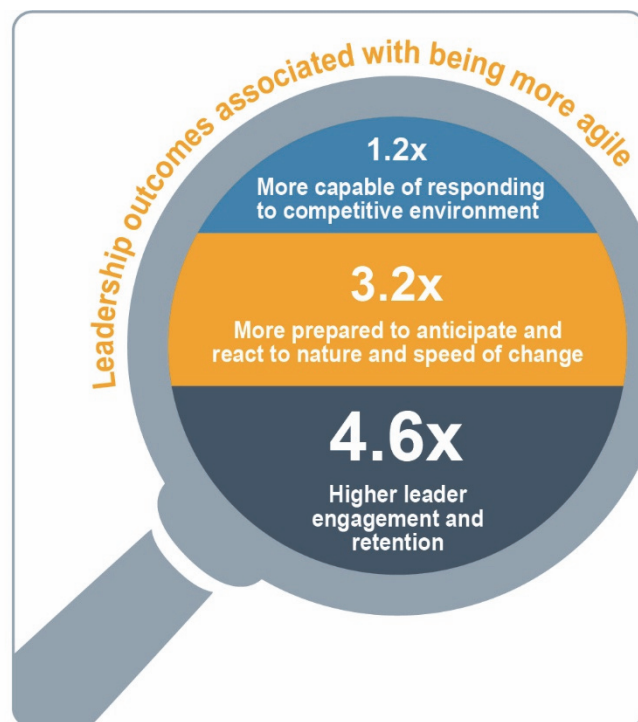 Leadership outcomes associated with being more agile
1.2x
More capable of responding
to competitive environment
3.2x
More prepared to anticipate and
react to nature and speed of change
4.6x
Higher leader
engagement and
retention